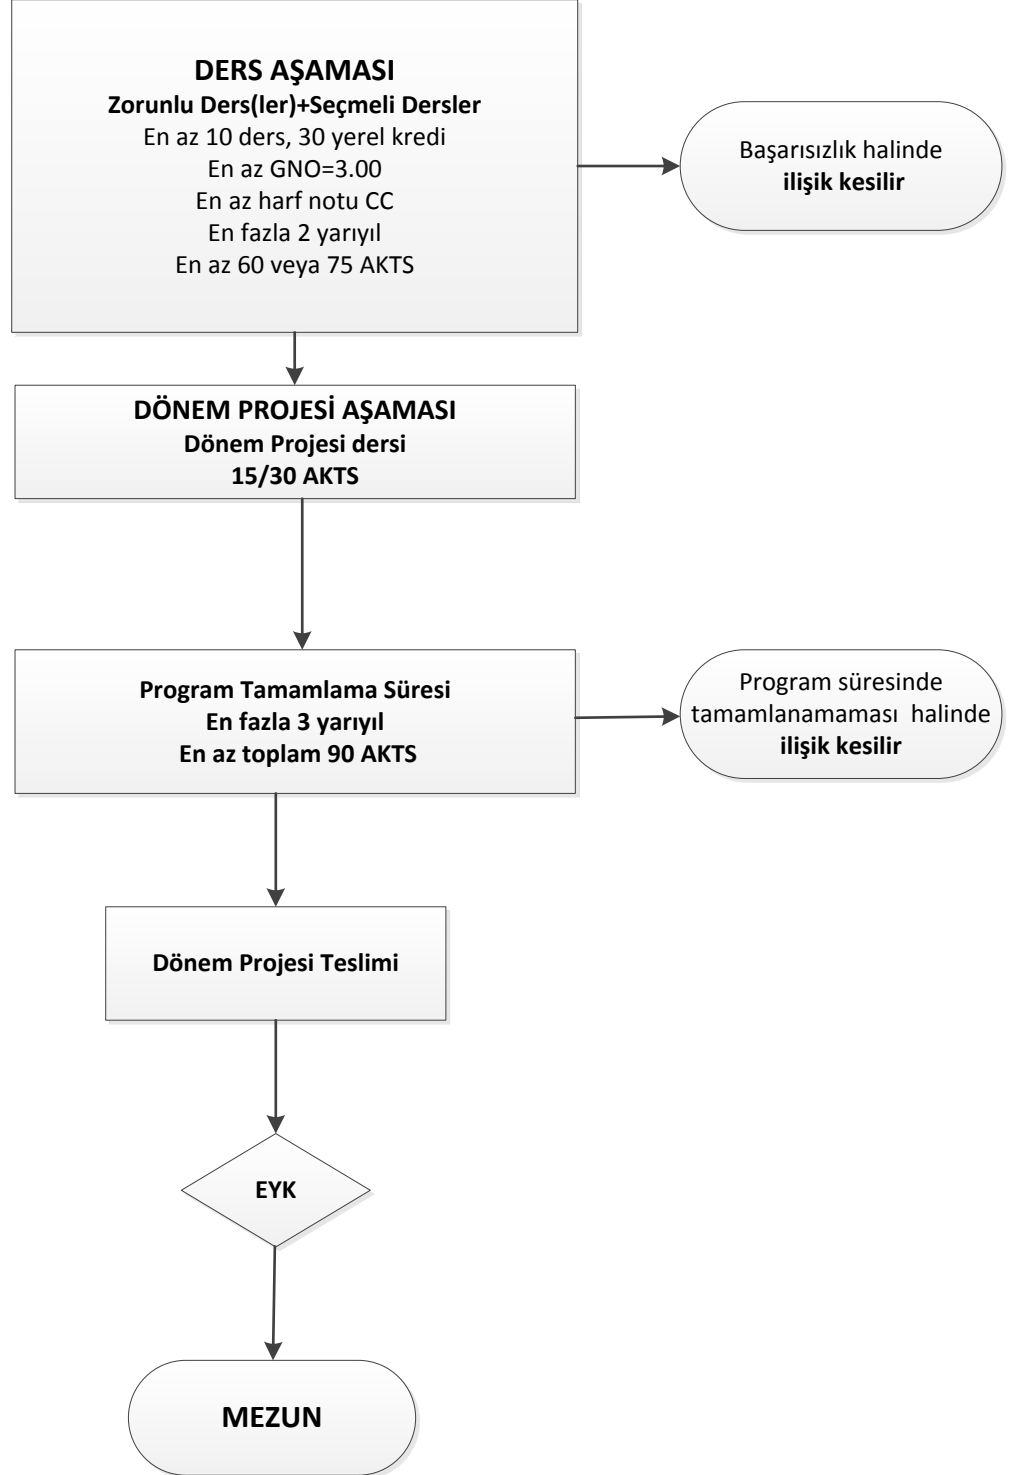 DERS AŞAMASI
Zorunlu Ders(ler)+Seçmeli Dersler
En az 10 ders, 30 yerel kredi
En az GNO=3.00
En az harf notu CC
En fazla 2 yarıyıl
En az 60 veya 75 AKTS
Başarısızlık halinde
ilişik kesilir
DÖNEM PROJESİ AŞAMASI
Dönem Projesi dersi
15/30 AKTS
Program Tamamlama Süresi
En fazla 3 yarıyıl
En az toplam 90 AKTS
Program süresinde
tamamlanamaması halinde
ilişik kesilir
Dönem Projesi Teslimi
EYK
MEZUN